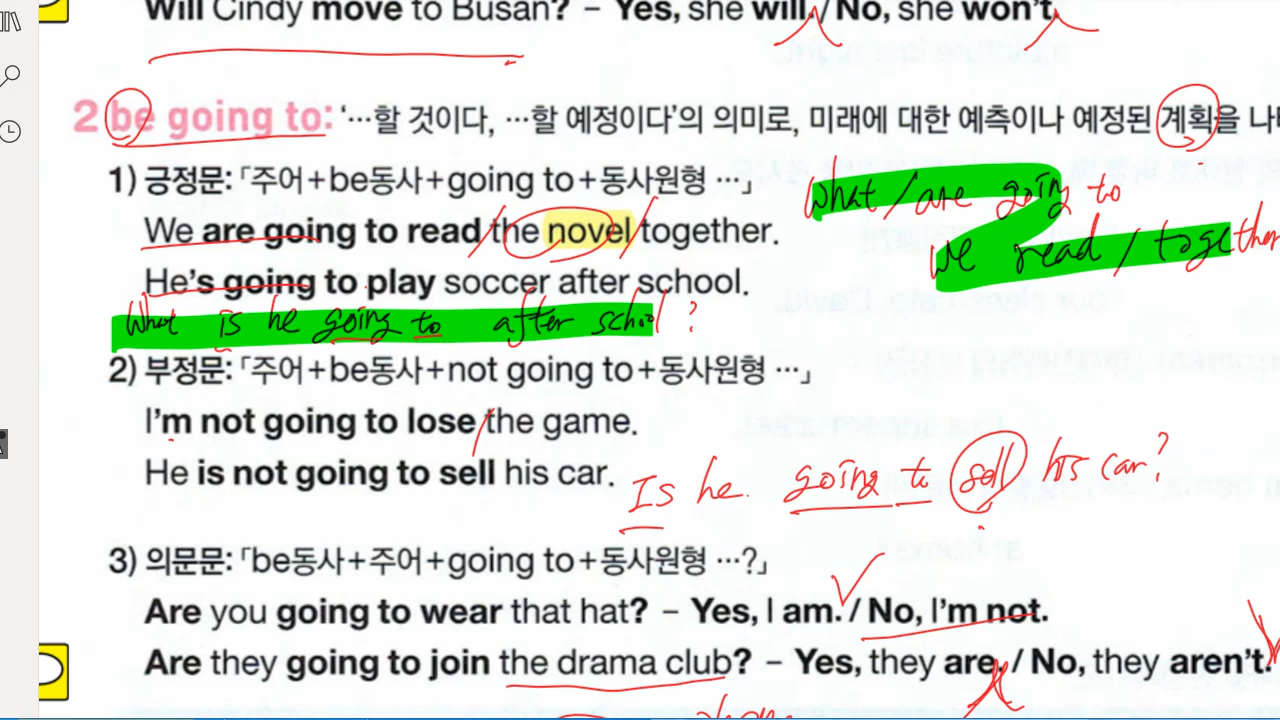 Will Cindy move to Busan? – Yes, she will. / No, she won't.
2 be going to: '…할 것이다, …할 예정이다'의 의미로, 미래에 대한 예측이나 예정된 계획을
1) 긍정문: 「주어+be동사+going to+동사원형 …」
What / are going to
We are going to read the novel together.
we read / together
He's going to play soccer after school.
What is he going to after school ?
2) 부정문: 「주어+be동사+not going to+동사원형 …」
I'm not going to lose the game.
He is not going to sell his car.
Is he going to sell his car?
3) 의문문: 「be동사+주어+going to+동사원형 …?」
Are you going to wear that hat? – Yes, I am. / No, I'm not.
Are they going to join the drama club? – Yes, they are. / No, they aren't.